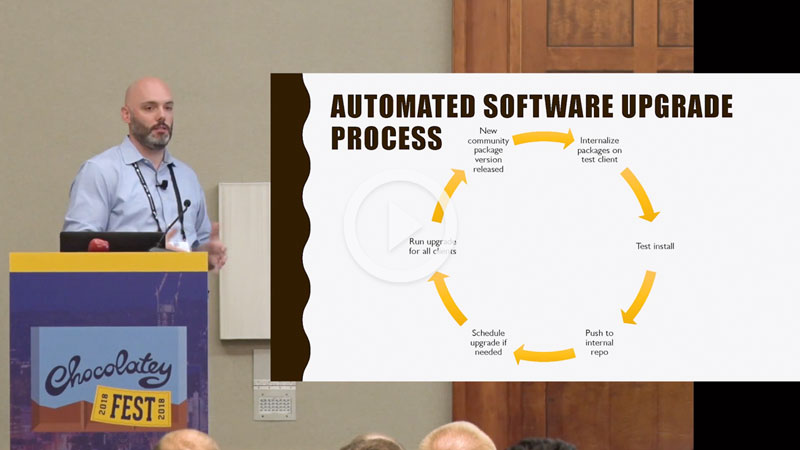 AUTOMATED SOFTWARE UPGRADE
PROCESS
New
community
package
version
released
Internalize
packages on
test client
Test install
Push to
internal
repo
Schedule
upgrade if
needed
Run upgrade
for all clients
Chocolatey
2018
FEST
2018